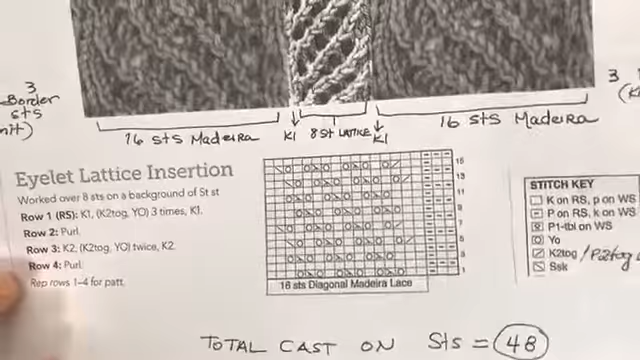 3
Border
sts
3
16 sts Madeira
K1
8 ST LATTICE
K1
16 sts Madeira
Eyelet Lattice Insertion
Worked over 8 sts on a background of St st
Row 1 (RS): K1, (K2tog, YO) 3 times, K1.
Row 2: Purl.
Row 3: K2, (K2tog, YO) twice, K2.
Row 4: Purl.
Rep rows 1-4 for patt.
15
13
11
9
7
5
3
1
16 sts Diagonal Madeira Lace
STITCH KEY
K on RS, p on WS
P on RS, k on WS
P1-tbl on WS
Yo
K2tog / P2tog
Ssk
TOTAL CAST ON Sts = 48